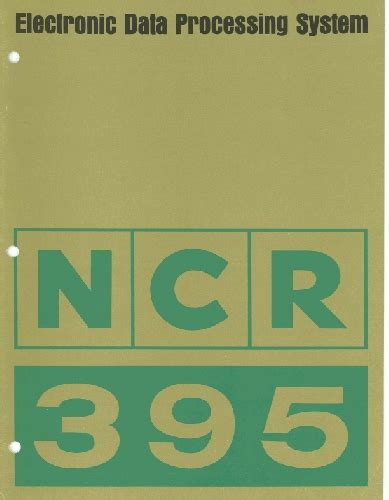 Electronic Data Processing System
NCR
395